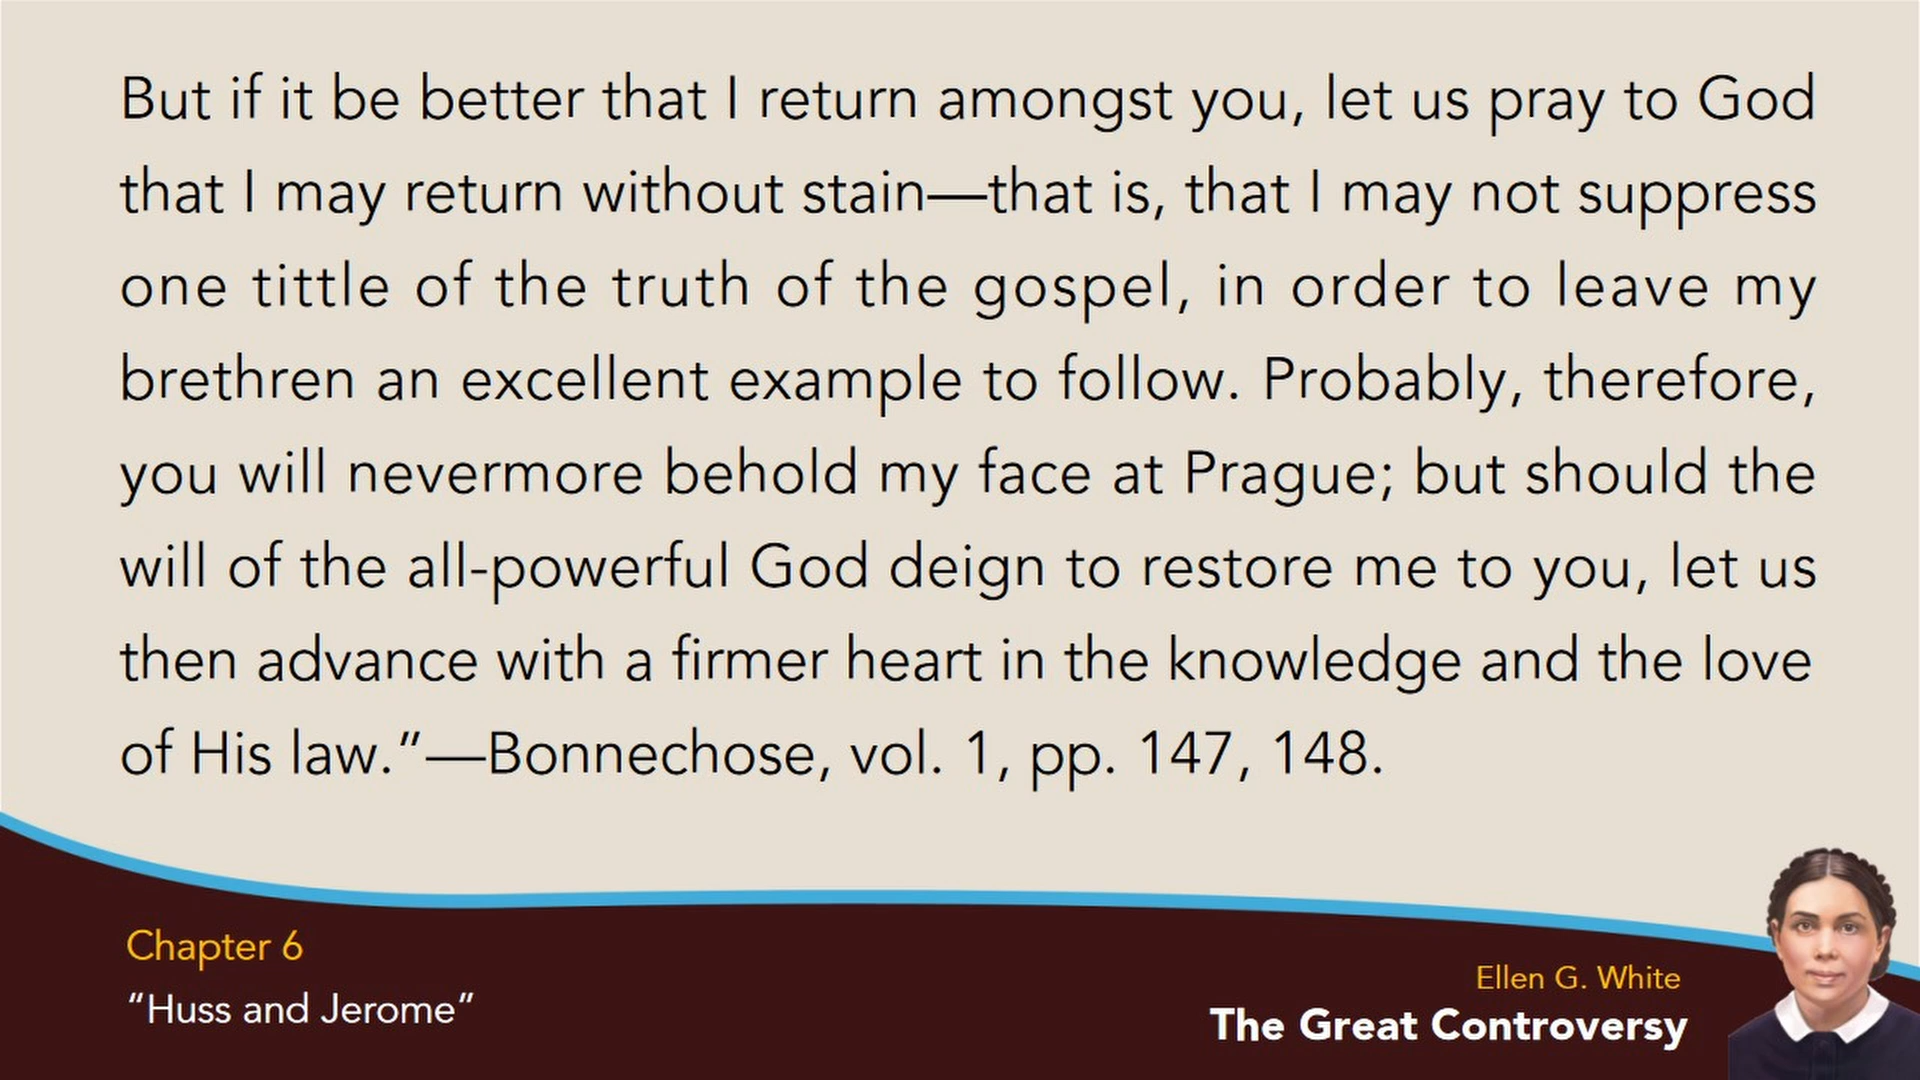 But if it be better that I return amongst you, let us pray to God
that I may return without stain—that is, that I may not suppress
one tittle of the truth of the gospel, in order to leave my
brethren an excellent example to follow. Probably, therefore,
you will nevermore behold my face at Prague; but should the
will of the all-powerful God deign to restore me to you, let us
then advance with a firmer heart in the knowledge and the love
of His law.”—Bonnechose, vol. 1, pp. 147, 148.
Chapter 6
“Huss and Jerome”
Ellen G. White
The Great Controversy